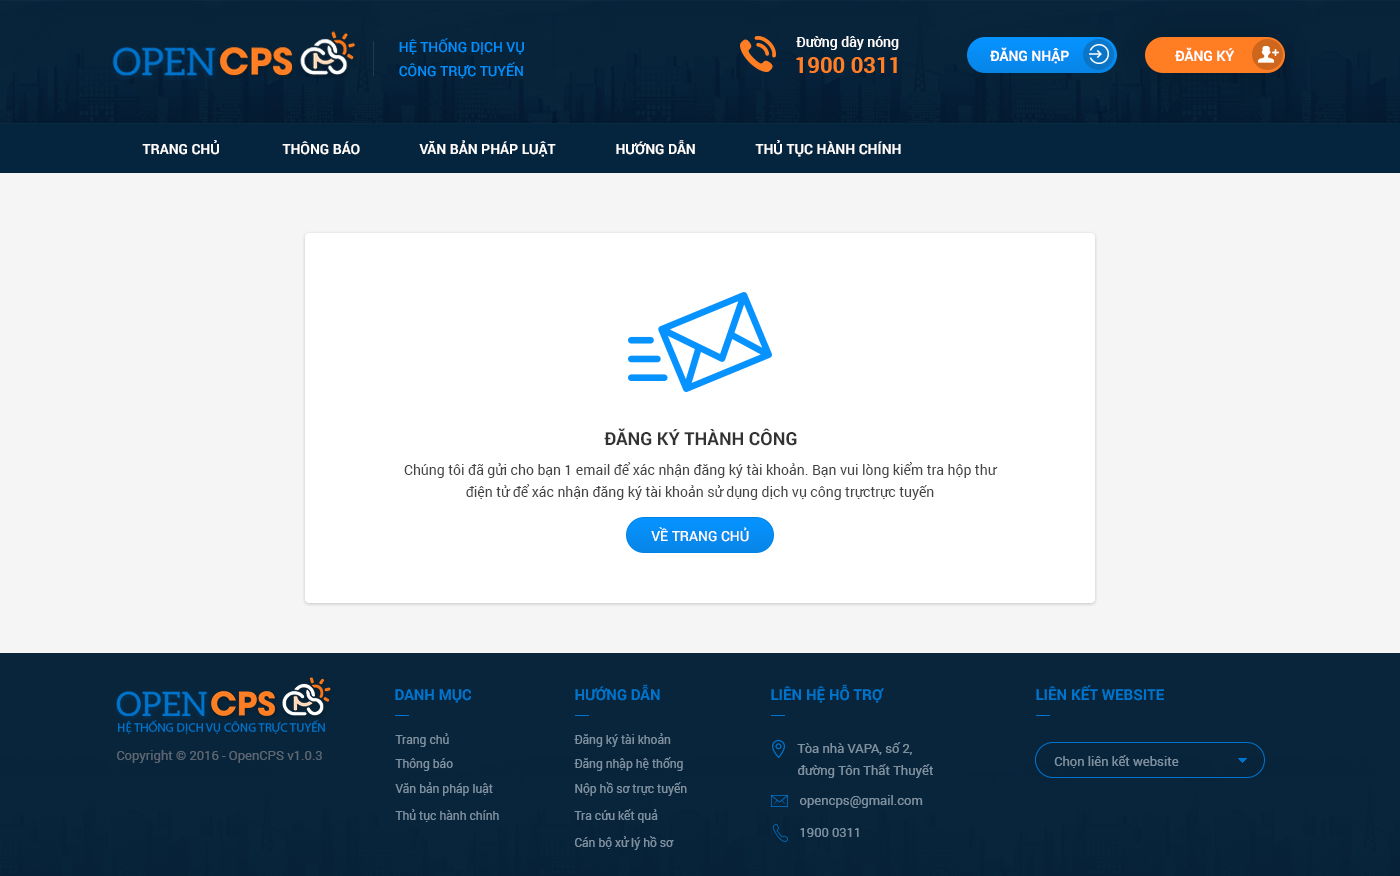 OPEN CPS
HỆ THỐNG DỊCH VỤ
CÔNG TRỰC TUYẾN
Đường dây nóng
1900 0311
ĐĂNG NHẬP
ĐĂNG KÝ
TRANG CHỦ
THÔNG BÁO
VĂN BẢN PHÁP LUẬT
HƯỚNG DẪN
THỦ TỤC HÀNH CHÍNH
ĐĂNG KÝ THÀNH CÔNG
Chúng tôi đã gửi cho bạn 1 email để xác nhận đăng ký tài khoản. Bạn vui lòng kiểm tra hộp thư
điện tử để xác nhận đăng ký tài khoản sử dụng dịch vụ công trựctrực tuyến
VỀ TRANG CHỦ
OPEN CPS
HỆ THỐNG DỊCH VỤ CÔNG TRỰC TUYẾN
Copyright © 2016 - OpenCPS v1.0.3
DANH MỤC
Trang chủ
Thông báo
Văn bản pháp luật
Thủ tục hành chính
HƯỚNG DẪN
Đăng ký tài khoản
Đăng nhập hệ thống
Nộp hồ sơ trực tuyến
Tra cứu kết quả
Cán bộ xử lý hồ sơ
LIÊN HỆ HỖ TRỢ
Tòa nhà VAPA, số 2,
đường Tôn Thất Thuyết
opencps@gmail.com
1900 0311
LIÊN KẾT WEBSITE
Chọn liên kết website